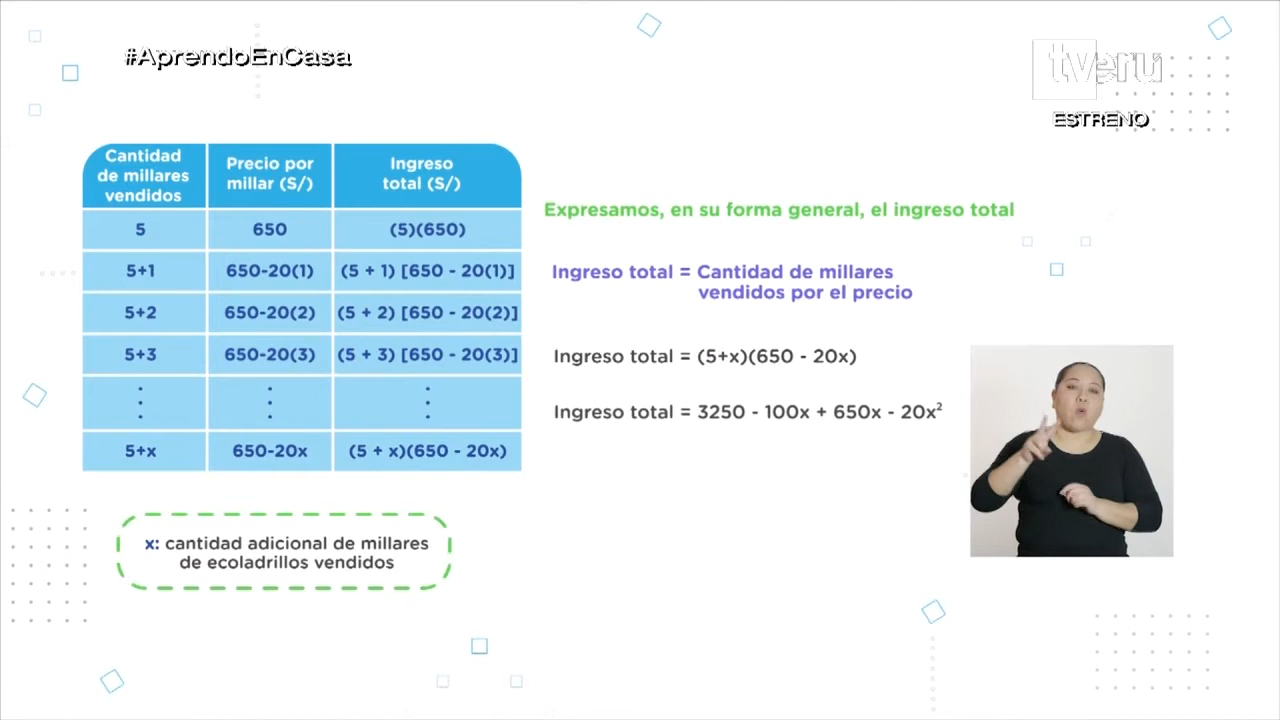 #AprendoEnCasa
tvperu
ESTRENO
Cantidad
de millares
vendidos
Precio por
millar (S/)
Ingreso
total (S/)
5
650
(5)(650)
5+1
650-20(1)
(5 + 1) [650 - 20(1)]
5+2
650-20(2)
(5 + 2) [650 - 20(2)]
5+3
650-20(3)
(5 + 3) [650 - 20(3)]
5+x
650-20x
(5 + x)(650 - 20x)
x: cantidad adicional de millares
de ecoladrillos vendidos
Expresamos, en su forma general, el ingreso total
Ingreso total = Cantidad de millares
vendidos por el precio
Ingreso total = (5+x)(650 - 20x)
Ingreso total = 3250 - 100x + 650x - 20x²